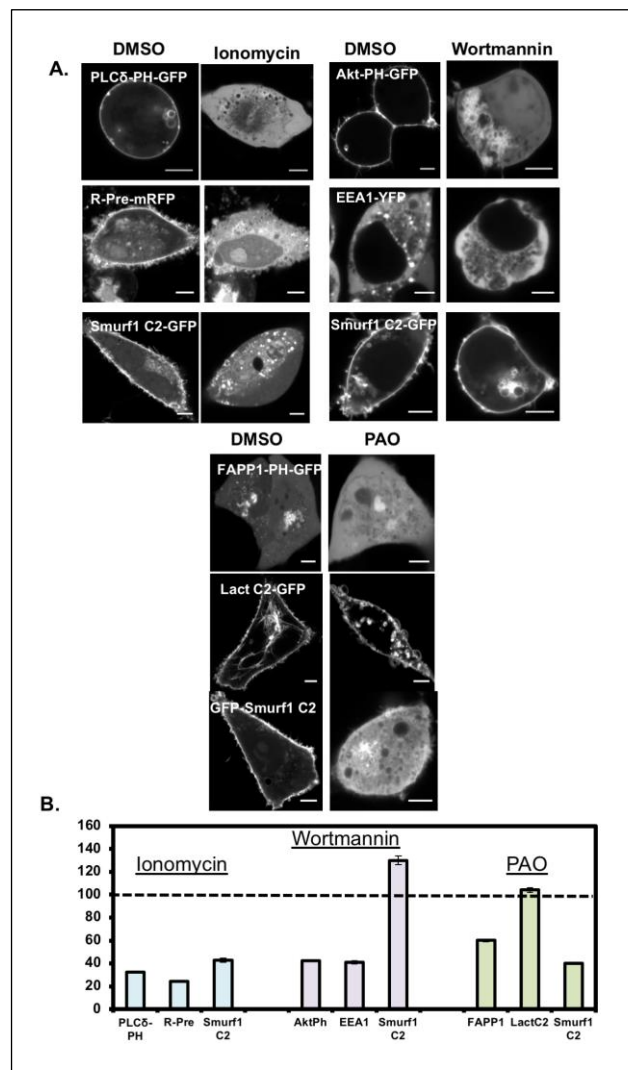 A.
DMSO Ionomycin DMSO Wortmannin
PLCδ-PH-GFP Akt-PH-GFP
R-Pre-mRFP EEA1-YFP
Smurf1 C2-GFP Smurf1 C2-GFP
DMSO PAO
FAPP1-PH-GFP
Lact C2-GFP
GFP-Smurf1 C2
B.
160
140
120
100
80
60
40
20
0
Ionomycin Wortmannin PAO
PLCδ- R-Pre Smurf1 AktPh EEA1 Smurf1 FAPP1 LactC2 Smurf1
PH C2 C2 C2